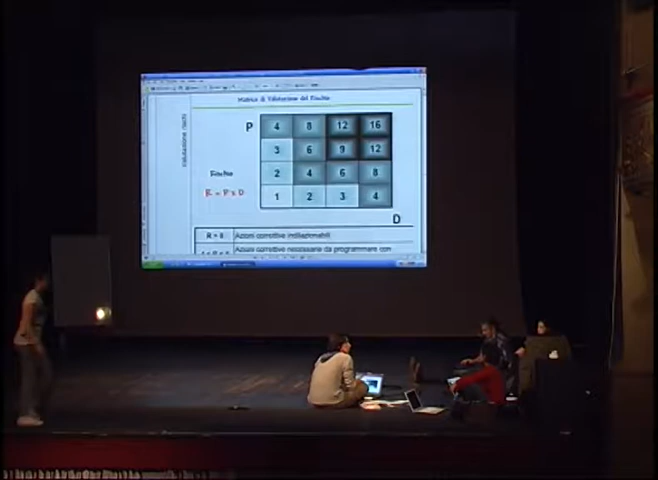 Matrice di Valutazione del Rischio
P 4 8 12 16
3 6 9 12
2 4 6 8
1 2 3 4
Rischio
R = P x D
D
R > 8 Azioni correttive indilazionabili
Azioni correttive necessarie da programmare con